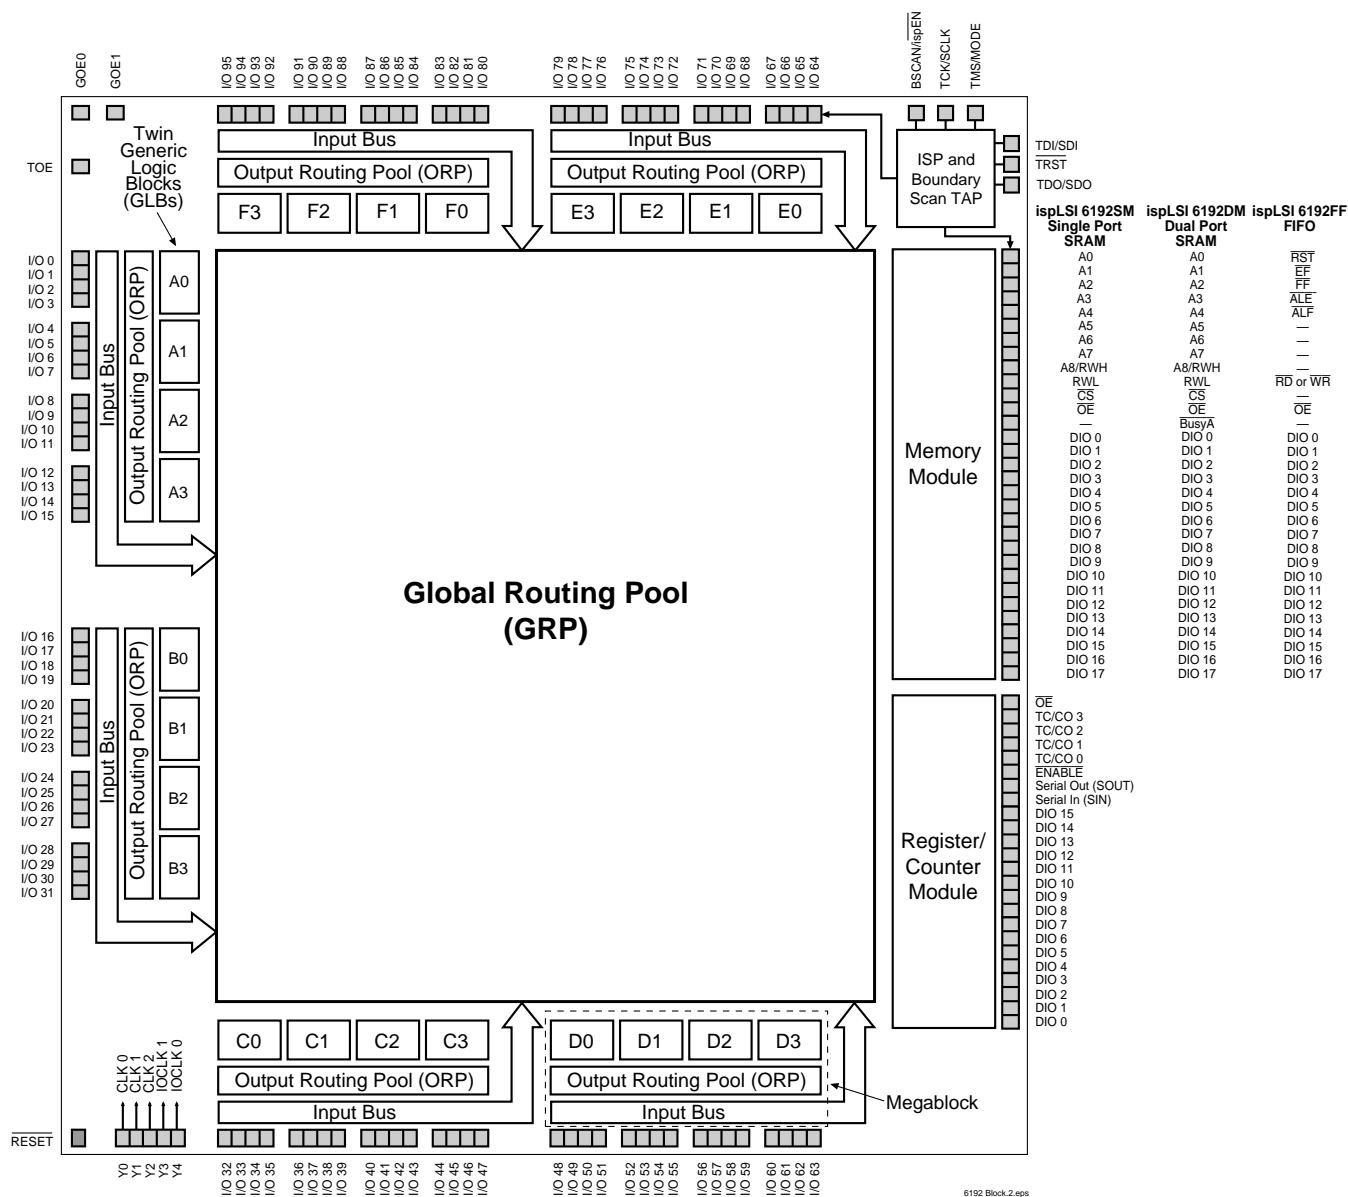 GOE0
GOE1
I/O 95
I/O 94
I/O 93
I/O 92
I/O 91
I/O 90
I/O 89
I/O 88
I/O 87
I/O 86
I/O 85
I/O 84
I/O 83
I/O 82
I/O 81
I/O 80
I/O 79
I/O 78
I/O 77
I/O 76
I/O 75
I/O 74
I/O 73
I/O 72
I/O 71
I/O 70
I/O 69
I/O 68
I/O 67
I/O 66
I/O 65
I/O 64
BSCAN/ispEN
TCK/SCLK
TMS/MODE
TOE
Twin
Generic
Logic
Blocks
(GLBs)
Input Bus
Output Routing Pool (ORP)
F3
F2
F1
F0
Input Bus
Output Routing Pool (ORP)
E3
E2
E1
E0
ISP and
Boundary
Scan TAP
TDI/SDI
TRST
TDO/SDO
I/O 0
I/O 1
I/O 2
I/O 3
I/O 4
I/O 5
I/O 6
I/O 7
I/O 8
I/O 9
I/O 10
I/O 11
I/O 12
I/O 13
I/O 14
I/O 15
Input Bus
Output Routing Pool (ORP)
A0
A1
A2
A3
Global Routing Pool
(GRP)
I/O 16
I/O 17
I/O 18
I/O 19
I/O 20
I/O 21
I/O 22
I/O 23
I/O 24
I/O 25
I/O 26
I/O 27
I/O 28
I/O 29
I/O 30
I/O 31
Input Bus
Output Routing Pool (ORP)
B0
B1
B2
B3
Memory
Module
ispLSI 6192SM ispLSI 6192DM ispLSI 6192FF
Single Port Dual Port FIFO
SRAM SRAM
A0 A0 RST
A1 A1 EF
A2 A2 FF
A3 A3 ALE
A4 A4 ALF
A5 A5 —
A6 A6 —
A7 A7 —
A8/RWH A8/RWH —
RWL RWL RD or WR
CS CS —
OE OE OE
— BusyA —
DIO 0 DIO 0 DIO 0
DIO 1 DIO 1 DIO 1
DIO 2 DIO 2 DIO 2
DIO 3 DIO 3 DIO 3
DIO 4 DIO 4 DIO 4
DIO 5 DIO 5 DIO 5
DIO 6 DIO 6 DIO 6
DIO 7 DIO 7 DIO 7
DIO 8 DIO 8 DIO 8
DIO 9 DIO 9 DIO 9
DIO 10 DIO 10 DIO 10
DIO 11 DIO 11 DIO 11
DIO 12 DIO 12 DIO 12
DIO 13 DIO 13 DIO 13
DIO 14 DIO 14 DIO 14
DIO 15 DIO 15 DIO 15
DIO 16 DIO 16 DIO 16
DIO 17 DIO 17 DIO 17
Register/
Counter
Module
OE
TC/CO 3
TC/CO 2
TC/CO 1
TC/CO 0
ENABLE
Serial Out (SOUT)
Serial In (SIN)
DIO 15
DIO 14
DIO 13
DIO 12
DIO 11
DIO 10
DIO 9
DIO 8
DIO 7
DIO 6
DIO 5
DIO 4
DIO 3
DIO 2
DIO 1
DIO 0
C0
C1
C2
C3
Output Routing Pool (ORP)
Input Bus
D0
D1
D2
D3
Output Routing Pool (ORP)
Input Bus
Megablock
CLK 0
CLK 1
CLK 2
IOCLK 1
IOCLK 0
RESET
Y0
Y1
Y2
Y3
Y4
I/O 32
I/O 33
I/O 34
I/O 35
I/O 36
I/O 37
I/O 38
I/O 39
I/O 40
I/O 41
I/O 42
I/O 43
I/O 44
I/O 45
I/O 46
I/O 47
I/O 48
I/O 49
I/O 50
I/O 51
I/O 52
I/O 53
I/O 54
I/O 55
I/O 56
I/O 57
I/O 58
I/O 59
I/O 60
I/O 61
I/O 62
I/O 63
6192 Block.2.eps